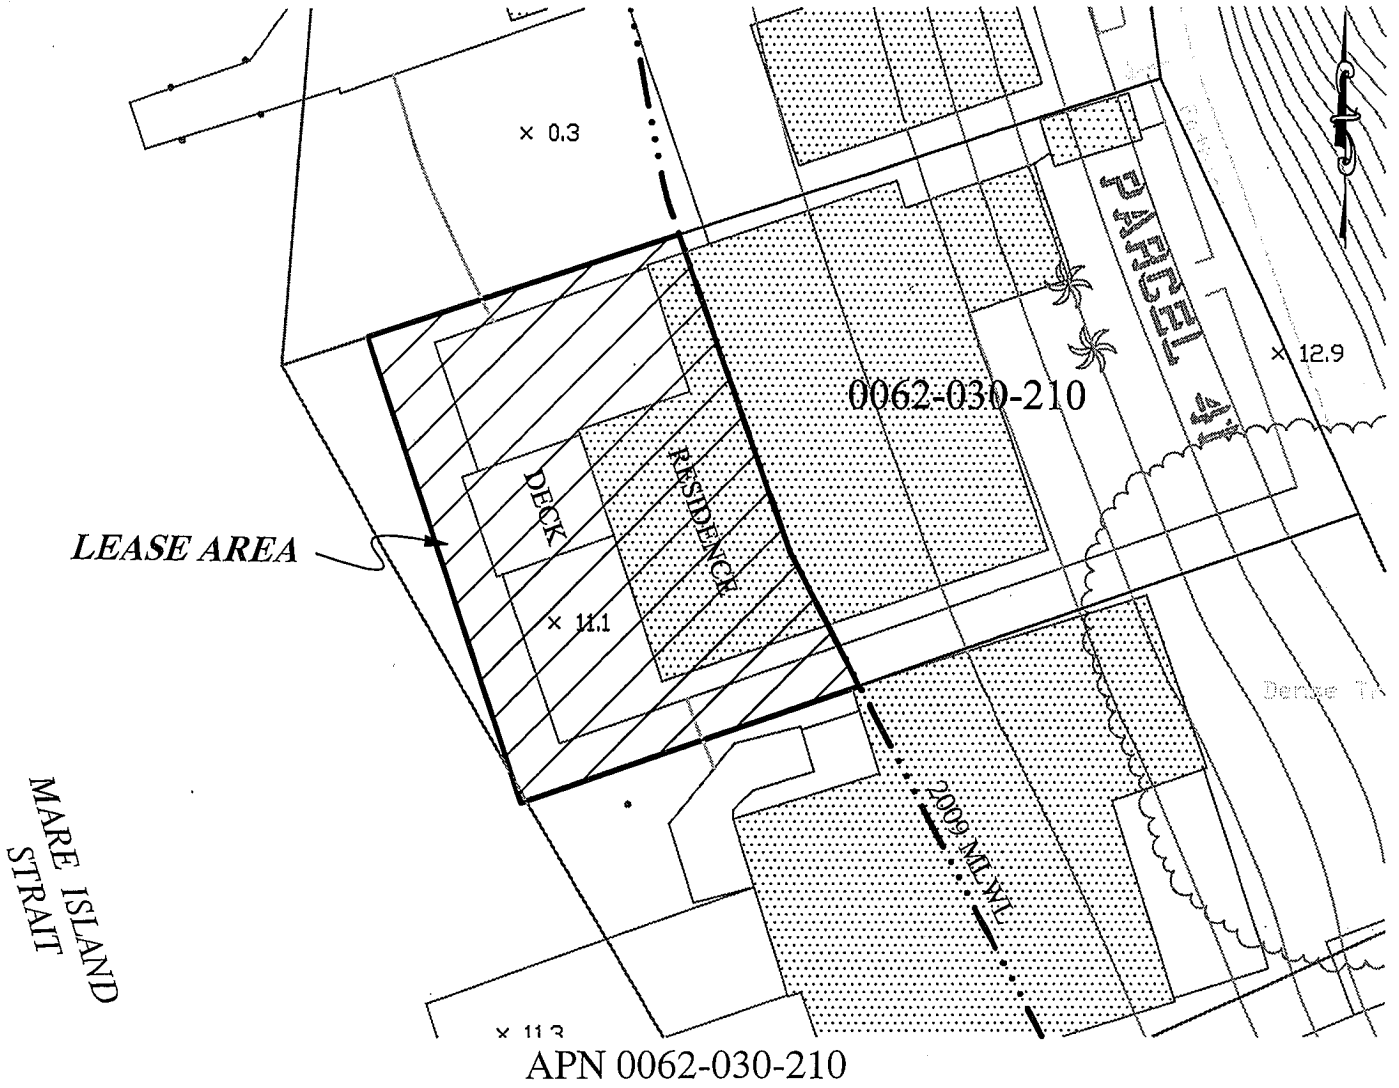 × 0.3
PARCEL 41
× 12.9
0062-030-210
RESIDENCE
DECK
LEASE AREA
× 11.1
Dense
2009 MLWL
MARE ISLAND
STRAIT
× 11.3
APN 0062-030-210